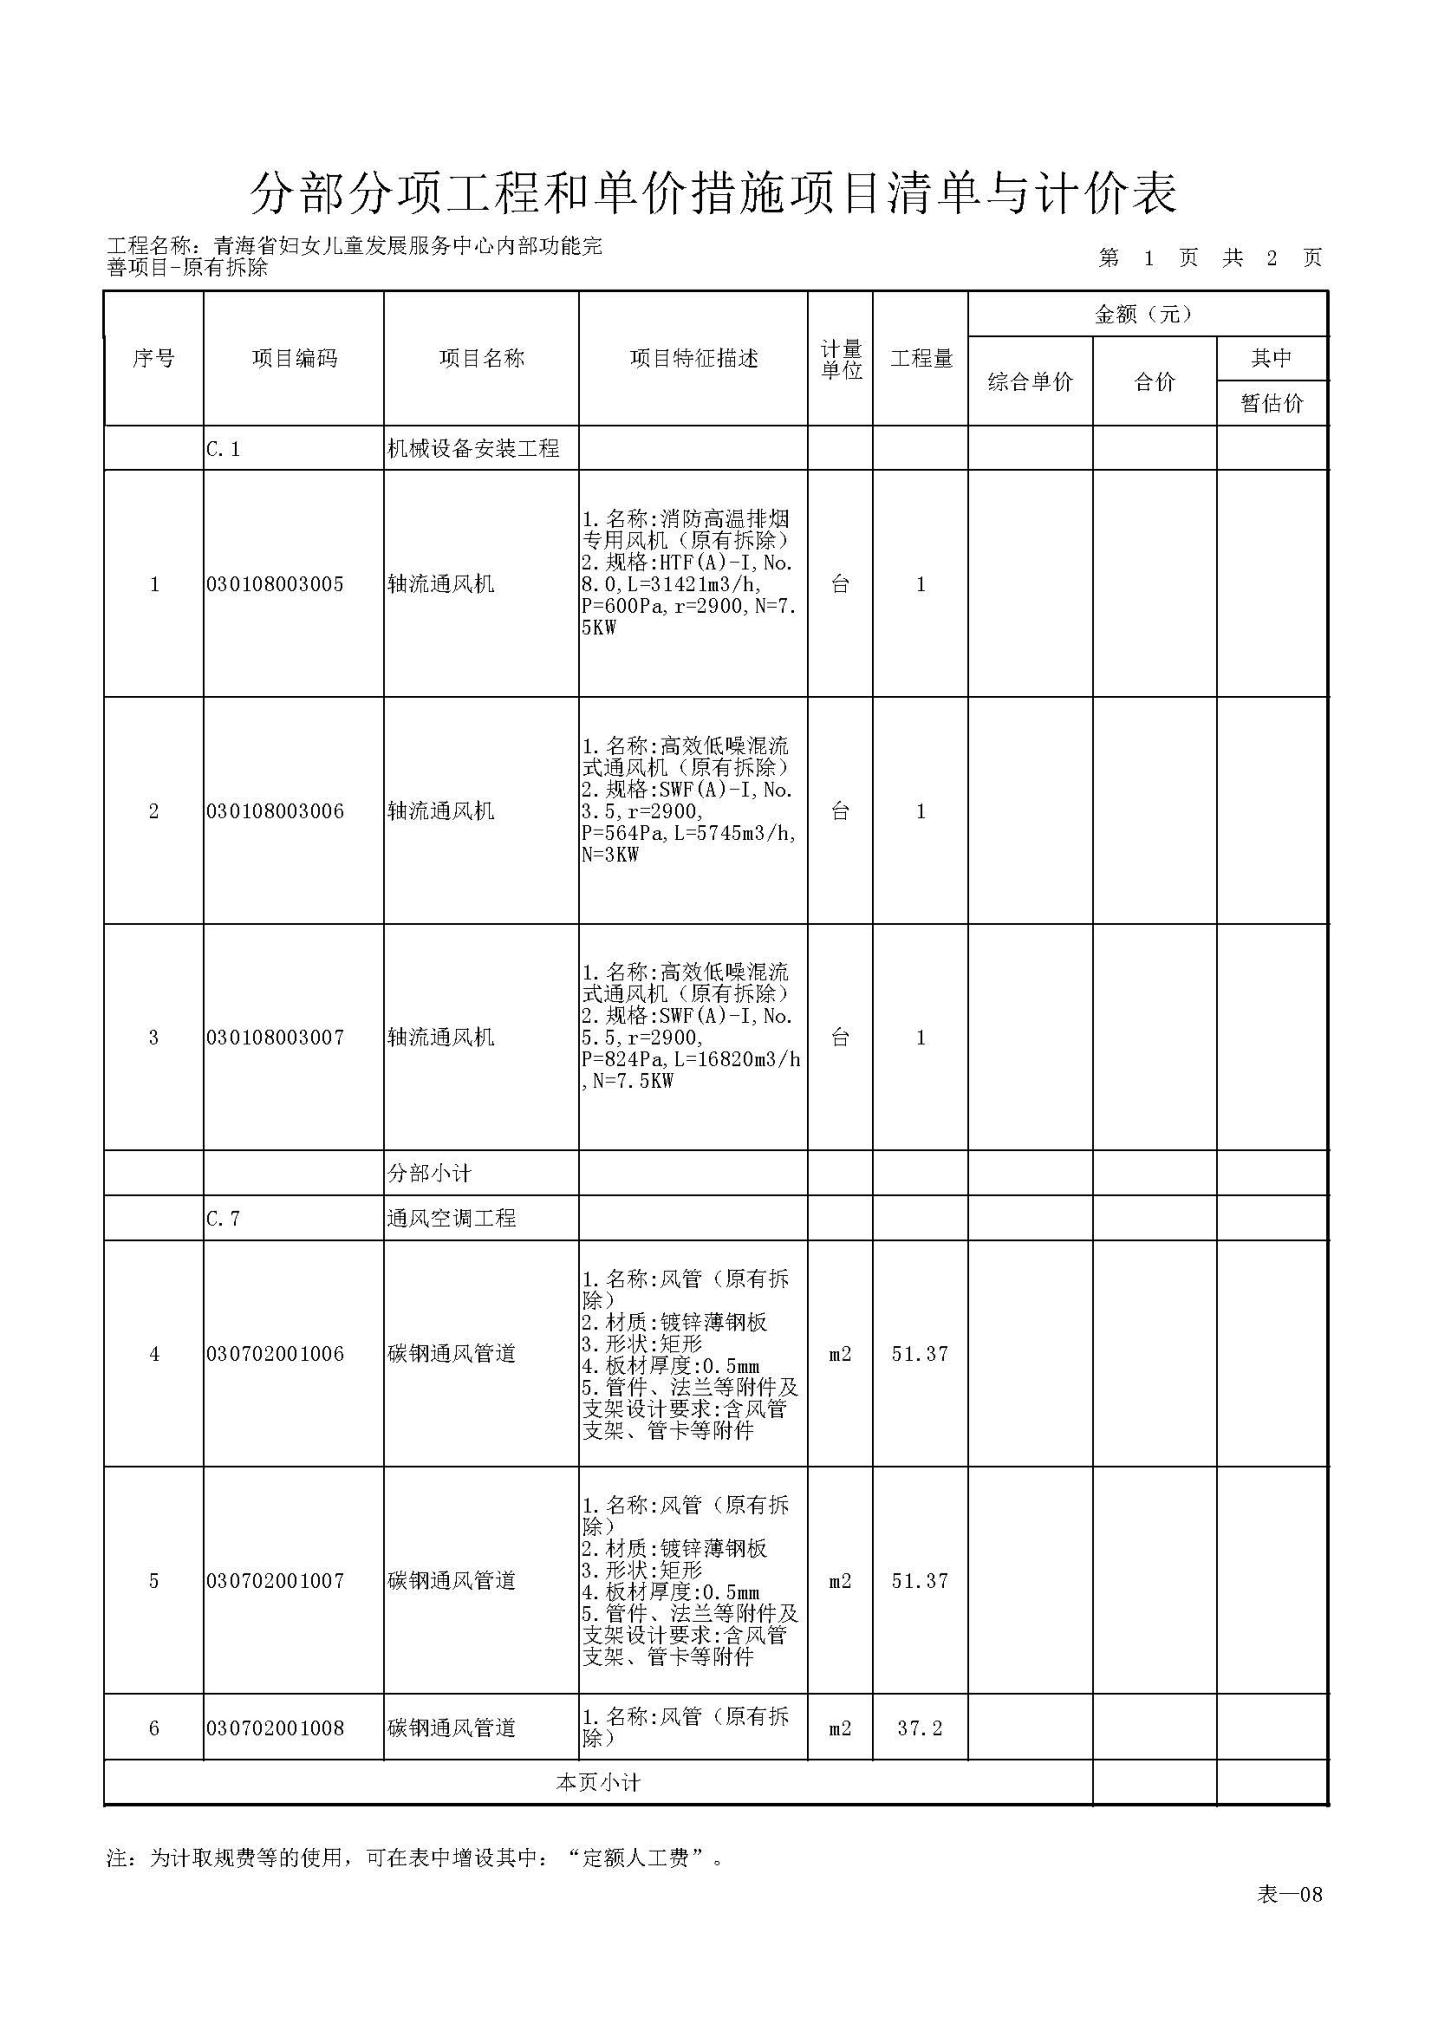 分部分项工程和单价措施项目清单与计价表
工程名称：青海省妇女儿童发展服务中心内部功能完
善项目-原有拆除
第 1 页 共 2 页
序号 项目编码 项目名称 项目特征描述 计量单位 工程量 金额（元）
综合单价 合价 其中
暂估价
C.1 机械设备安装工程
1 030108003005 轴流通风机
1.名称:消防高温排烟
专用风机（原有拆除）
2.规格:HTF(A)-I,No.
8.0,L=31421m3/h,
P=600Pa,r=2900,N=7.
5KW
台 1
2 030108003006 轴流通风机
1.名称:高效低噪混流
式通风机（原有拆除）
2.规格:SWF(A)-I,No.
3.5,r=2900,
P=564Pa,L=5745m3/h,
N=3KW
台 1
3 030108003007 轴流通风机
1.名称:高效低噪混流
式通风机（原有拆除）
2.规格:SWF(A)-I,No.
5.5,r=2900,
P=824Pa,L=16820m3/h
,N=7.5KW
台 1
分部小计
C.7 通风空调工程
4 030702001006 碳钢通风管道
1.名称:风管（原有拆
除）
2.材质:镀锌薄钢板
3.形状:矩形
4.板材厚度:0.5mm
5.管件、法兰等附件及
支架设计要求:含风管
支架、管卡等附件
m2 51.37
5 030702001007 碳钢通风管道
1.名称:风管（原有拆
除）
2.材质:镀锌薄钢板
3.形状:矩形
4.板材厚度:0.5mm
5.管件、法兰等附件及
支架设计要求:含风管
支架、管卡等附件
m2 51.37
6 030702001008 碳钢通风管道
1.名称:风管（原有拆
除）
m2 37.2
本页小计
注：为计取规费等的使用，可在表中增设其中：“定额人工费”。
表—08